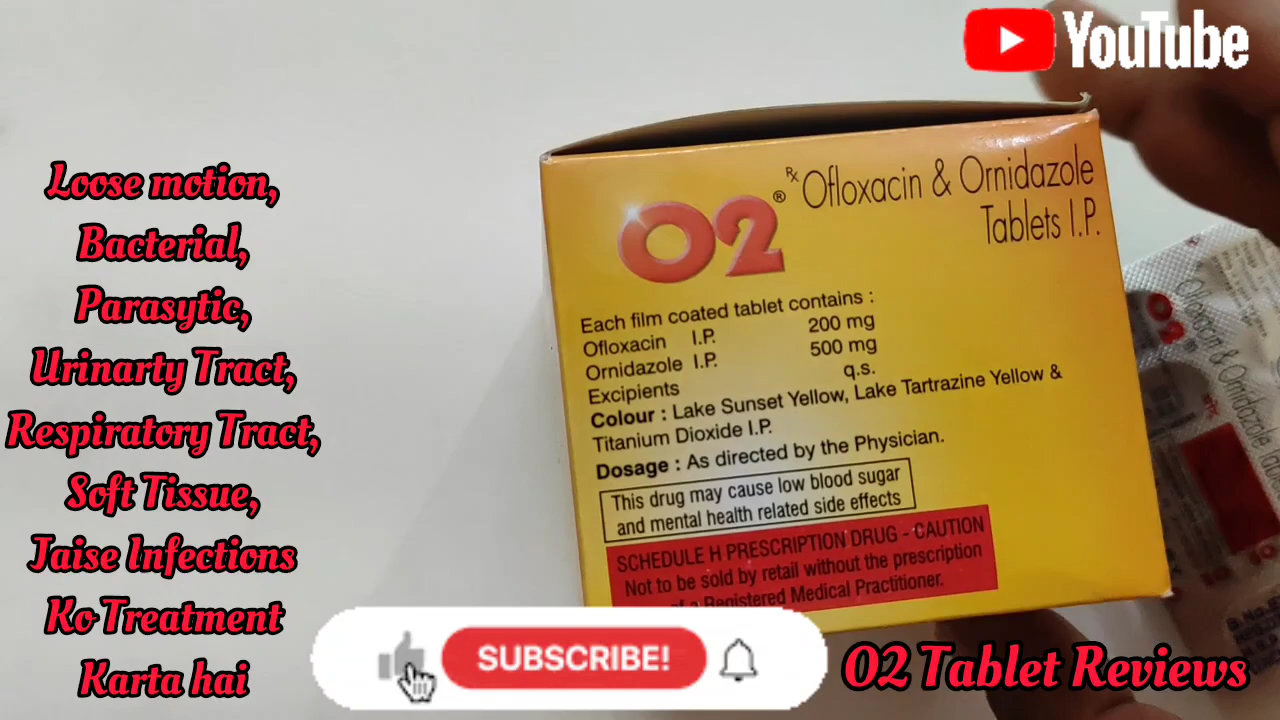 YouTube
Loose motion,
Bacterial,
Parasytic,
Urinarty Tract,
Respiratory Tract,
Soft Tissue,
Jaise Infections
Ko Treatment
Karta hai
O2® Rx Ofloxacin & Ornidazole
Tablets I.P.
Each film coated tablet contains :
Ofloxacin I.P. 200 mg
Ornidazole I.P. 500 mg
Excipients q.s.
Colour : Lake Sunset Yellow, Lake Tartrazine Yellow &
Titanium Dioxide I.P.
Dosage : As directed by the Physician.
This drug may cause low blood sugar
and mental health related side effects
SCHEDULE H PRESCRIPTION DRUG - CAUTION
Not to be sold by retail without the prescription
of a Registered Medical Practitioner.
O2
Ofloxacin & Ornidazole
SUBSCRIBE!
O2 Tablet Reviews